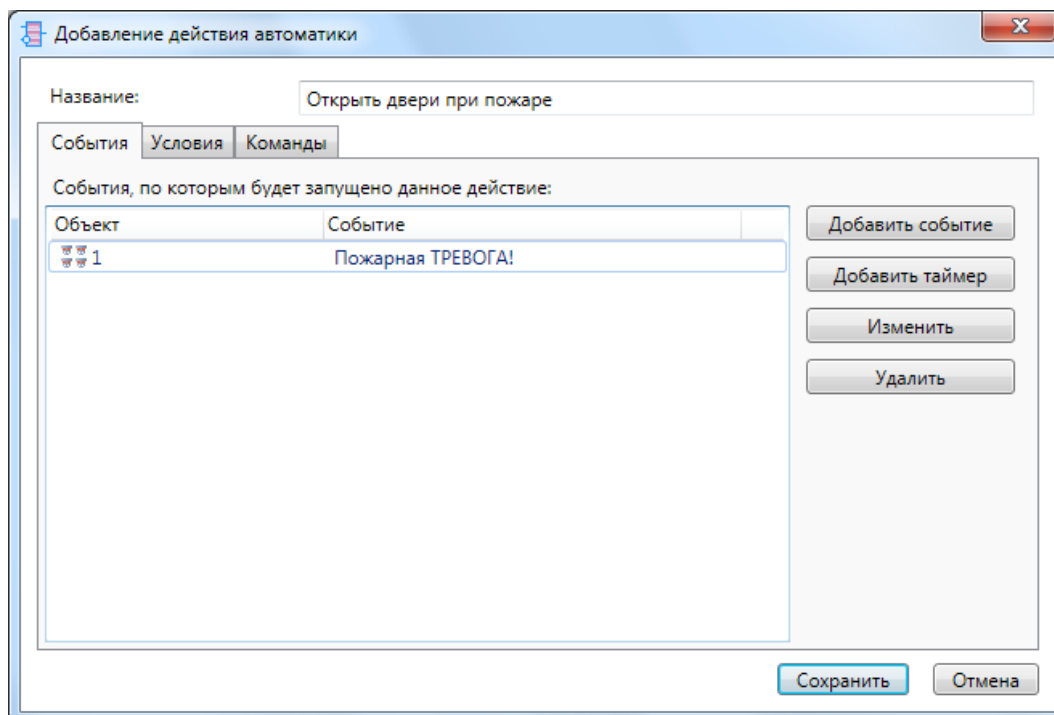 Добавление действия автоматики
Название: Открыть двери при пожаре
События Условия Команды
События, по которым будет запущено данное действие:
Объект Событие Добавить событие
1 Пожарная ТРЕВОГА!
Добавить таймер
Изменить
Удалить
Сохранить Отмена